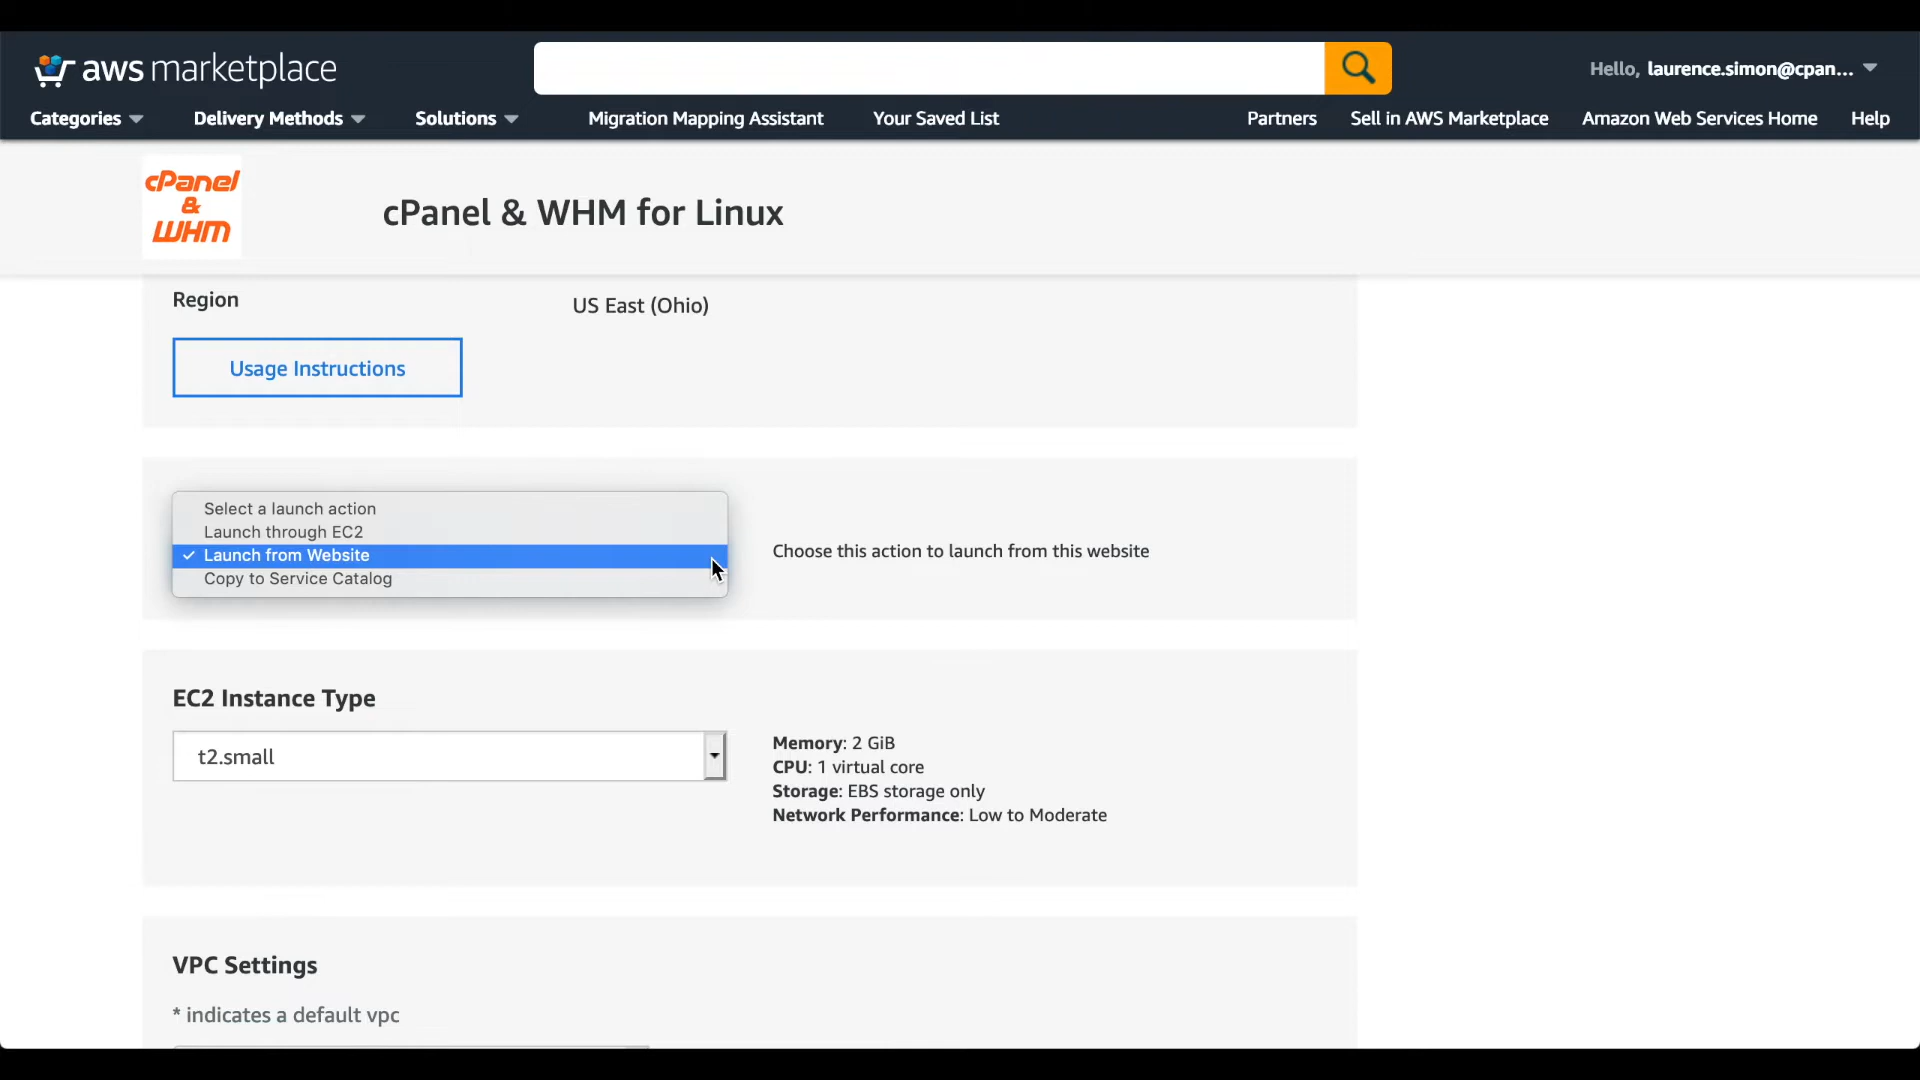 aws marketplace
Hello, laurence.simon@cpan...
Categories
Delivery Methods
Solutions
Migration Mapping Assistant
Your Saved List
Partners
Sell in AWS Marketplace
Amazon Web Services Home
Help
cPanel
&
WHM
cPanel & WHM for Linux
Region
US East (Ohio)
Usage Instructions
Select a launch action
Launch through EC2
✓ Launch from Website
Copy to Service Catalog
Choose this action to launch from this website
EC2 Instance Type
t2.small
Memory: 2 GiB
CPU: 1 virtual core
Storage: EBS storage only
Network Performance: Low to Moderate
VPC Settings
* indicates a default vpc